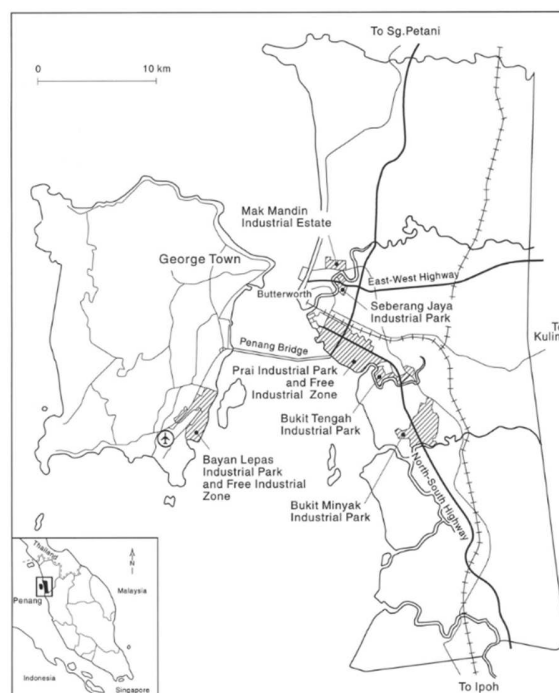 To Sg.Petani
0 10 km
Mak Mandin
Industrial Estate
George Town
East-West Highway
Butterworth
Seberang Jaya
Industrial Park
To
Kulim
Penang Bridge
Prai Industrial Park
and Free
Industrial Zone
Bukit Tengah
Industrial Park
Bayan Lepas
Industrial Park
and Free Industrial
Zone
Bukit Minyak
Industrial Park
North-South Highway
Thailand
N
Penang
Malaysia
Indonesia
Singapore
To Ipoh